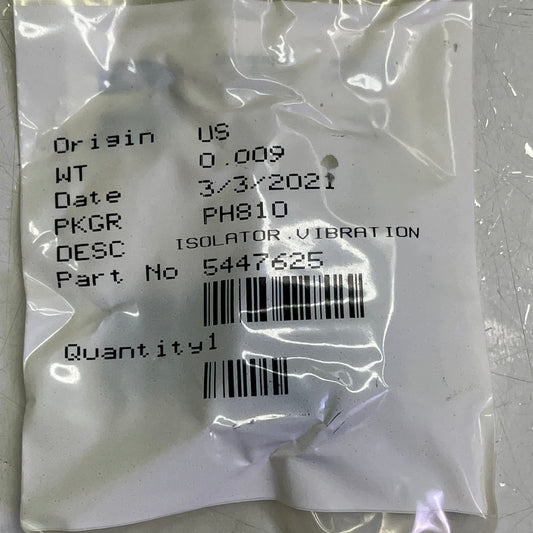 Origin US
WT 0.009
Date 3/3/2021
PKGR PH810
DESC ISOLATOR,VIBRATION
Part No 5447625
Quantity1